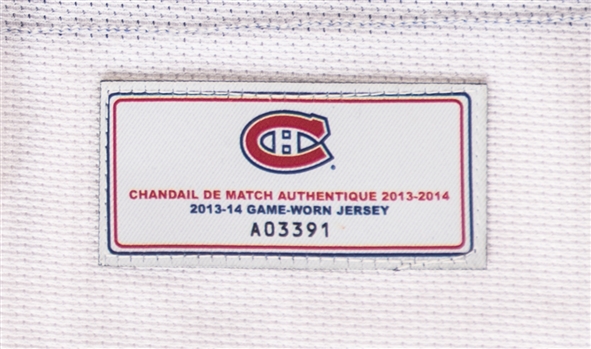 CHANDAIL DE MATCH AUTHENTIQUE 2013-2014
2013-14 GAME-WORN JERSEY
A03391